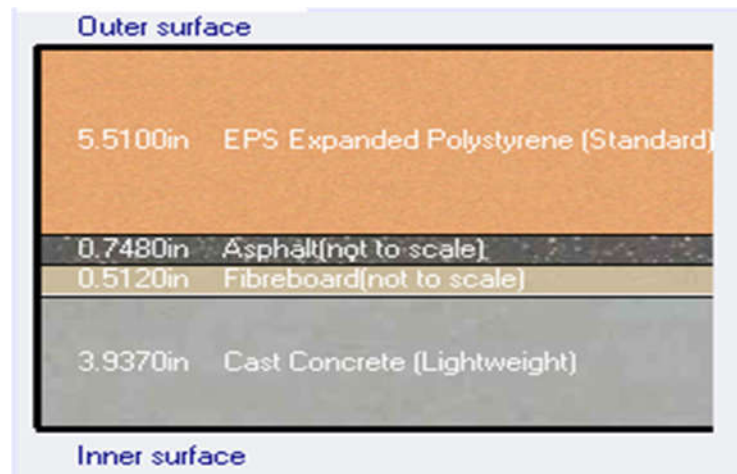 Outer surface
5.5100in EPS Expanded Polystyrene (Standard)
0.7480in Asphalt(not to scale)
0.5120in Fibreboard(not to scale)
3.9370in Cast Concrete (Lightweight)
Inner surface